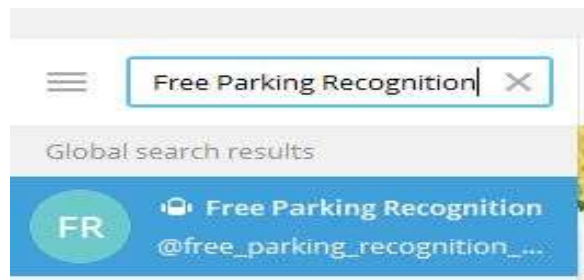 Free Parking Recognition
Global search results
FR
Free Parking Recognition
@free_parking_recognition_...